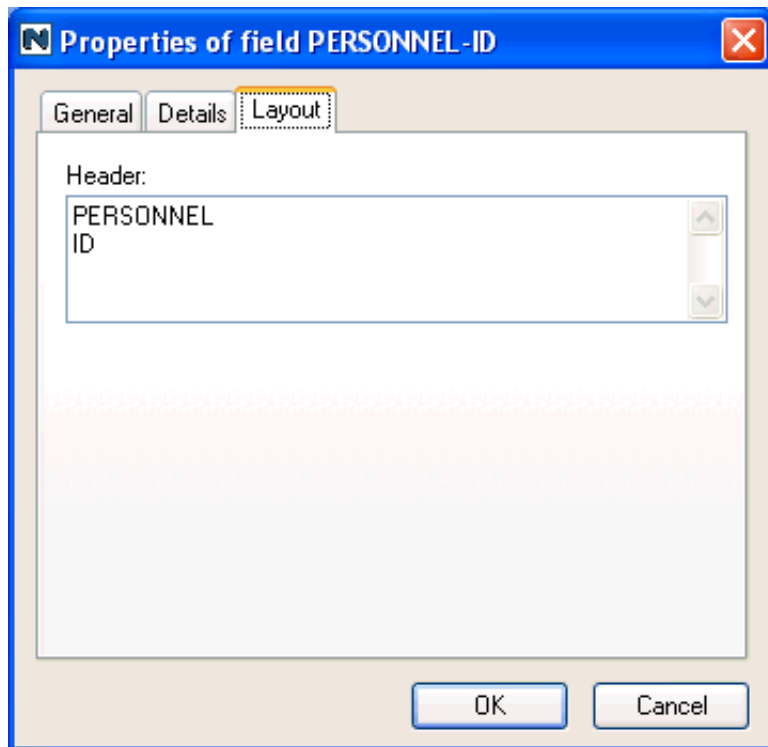 Properties of field PERSONNEL-ID
General Details Layout
Header:
PERSONNEL
ID
OK Cancel